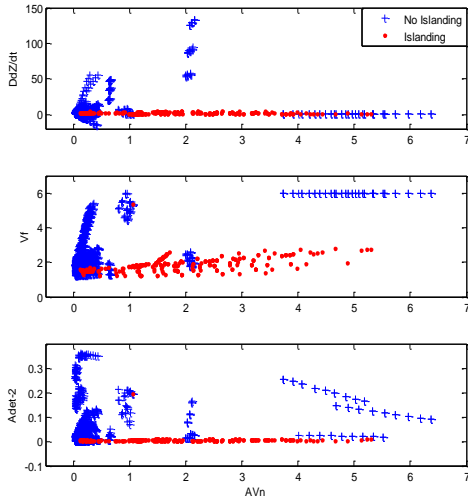 150
100
50
0
DdZ/dt
No Islanding
Islanding
0 1 2 3 4 5 6 7
6
4
2
0
Vf
0 1 2 3 4 5 6 7
0.3
0.2
0.1
0
-0.1
Adet-2
0 1 2 3 4 5 6 7
AVn